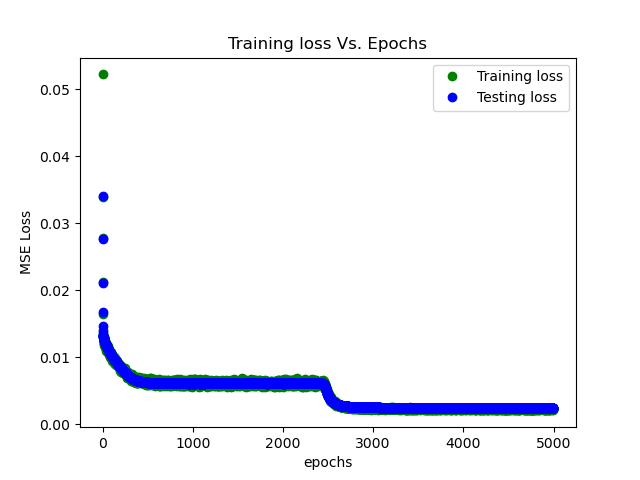 Training loss Vs. Epochs
Training loss
Testing loss
MSE Loss
0.05
0.04
0.03
0.02
0.01
0.00
0 1000 2000 3000 4000 5000
epochs